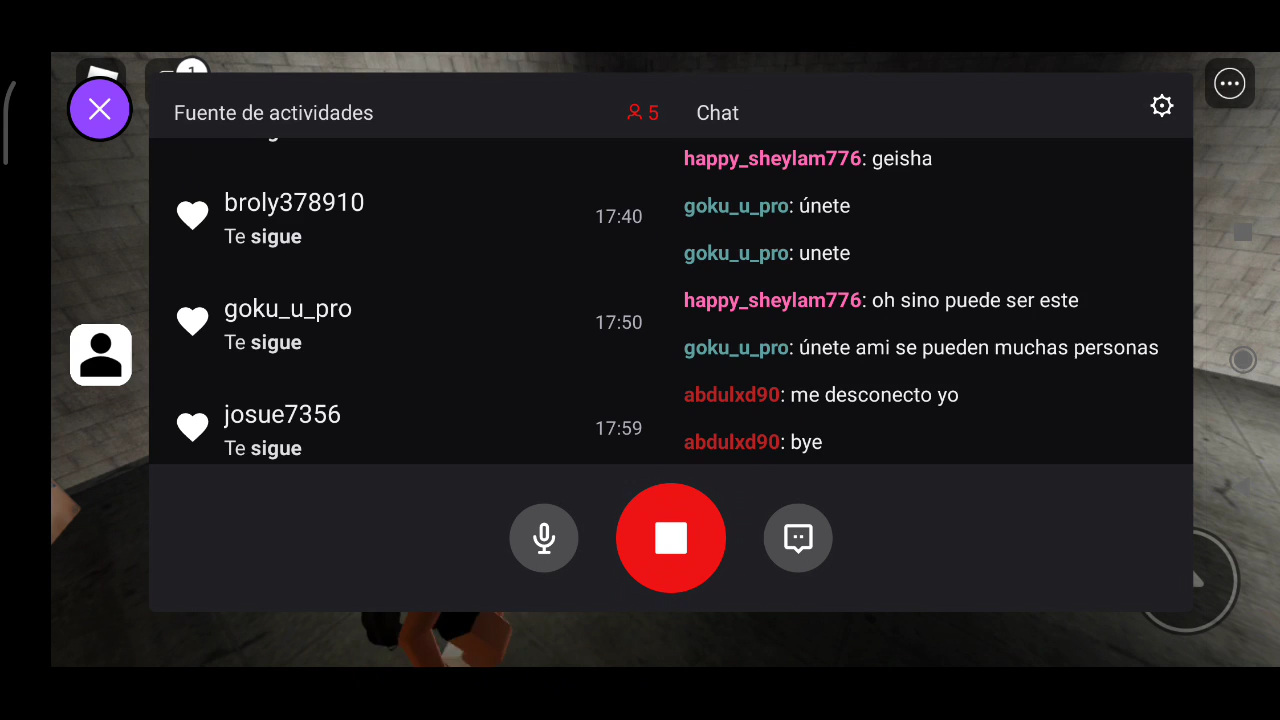 1
Fuente de actividades
5
Chat
broly378910
Te sigue
17:40
goku_u_pro
Te sigue
17:50
josue7356
Te sigue
17:59
happy_sheylam776: geisha
goku_u_pro: únete
goku_u_pro: unete
happy_sheylam776: oh sino puede ser este
goku_u_pro: únete ami se pueden muchas personas
abdulxd90: me desconecto yo
abdulxd90: bye